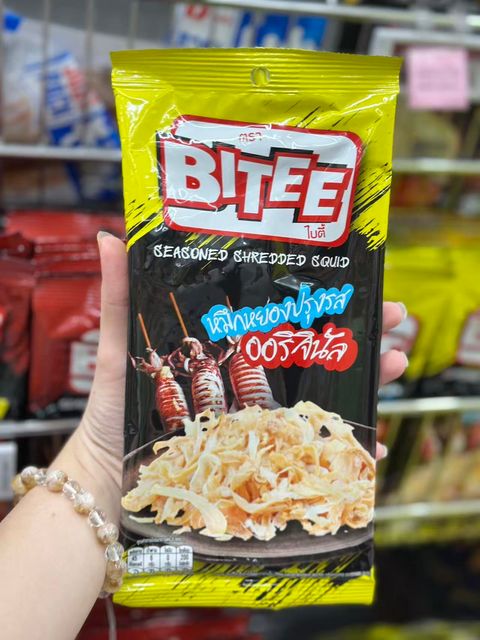 ตรา
BITEE
ไบตี้
SEASONED SHREDDED SQUID
หมึกหยองปรุงรส
ออริจินัล